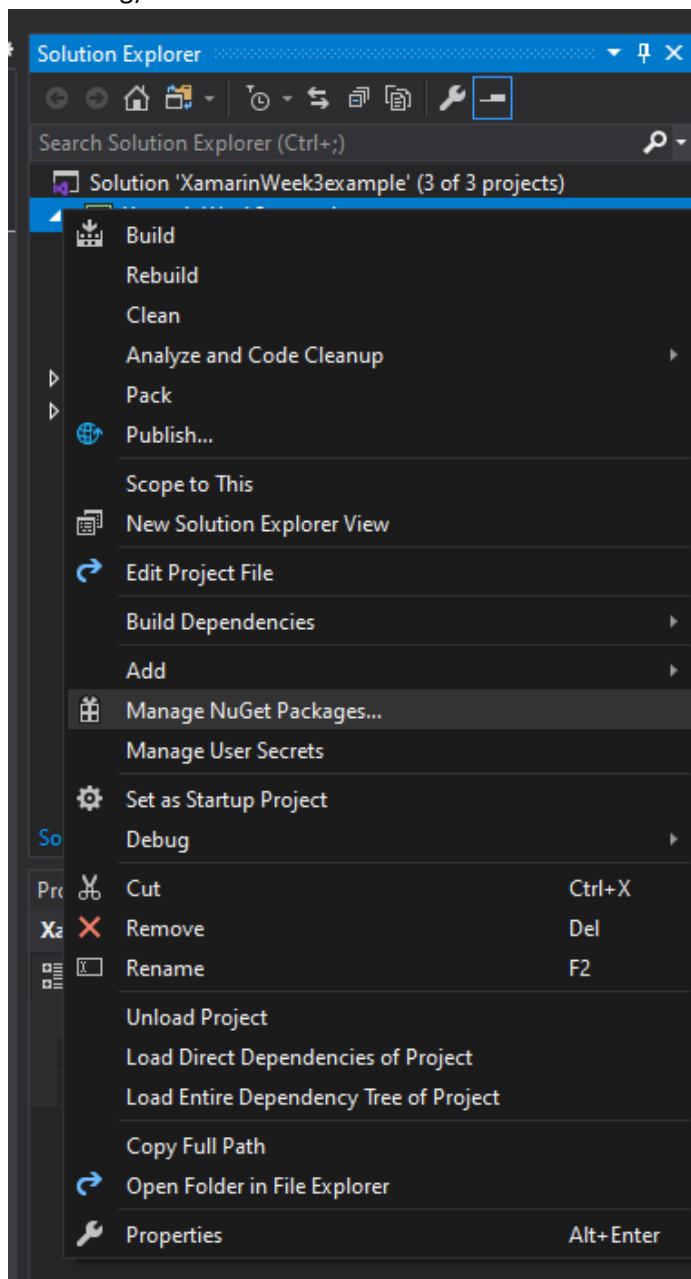 Solution Explorer
Search Solution Explorer (Ctrl+;)
Solution 'XamarinWeek3example' (3 of 3 projects)
Build
Rebuild
Clean
Analyze and Code Cleanup
Pack
Publish...
Scope to This
New Solution Explorer View
Edit Project File
Build Dependencies
Add
Manage NuGet Packages...
Manage User Secrets
Set as Startup Project
So
Debug
Pro
Cut Ctrl+X
Xa
Remove Del
Rename F2
Unload Project
Load Direct Dependencies of Project
Load Entire Dependency Tree of Project
Copy Full Path
Open Folder in File Explorer
Properties Alt+Enter